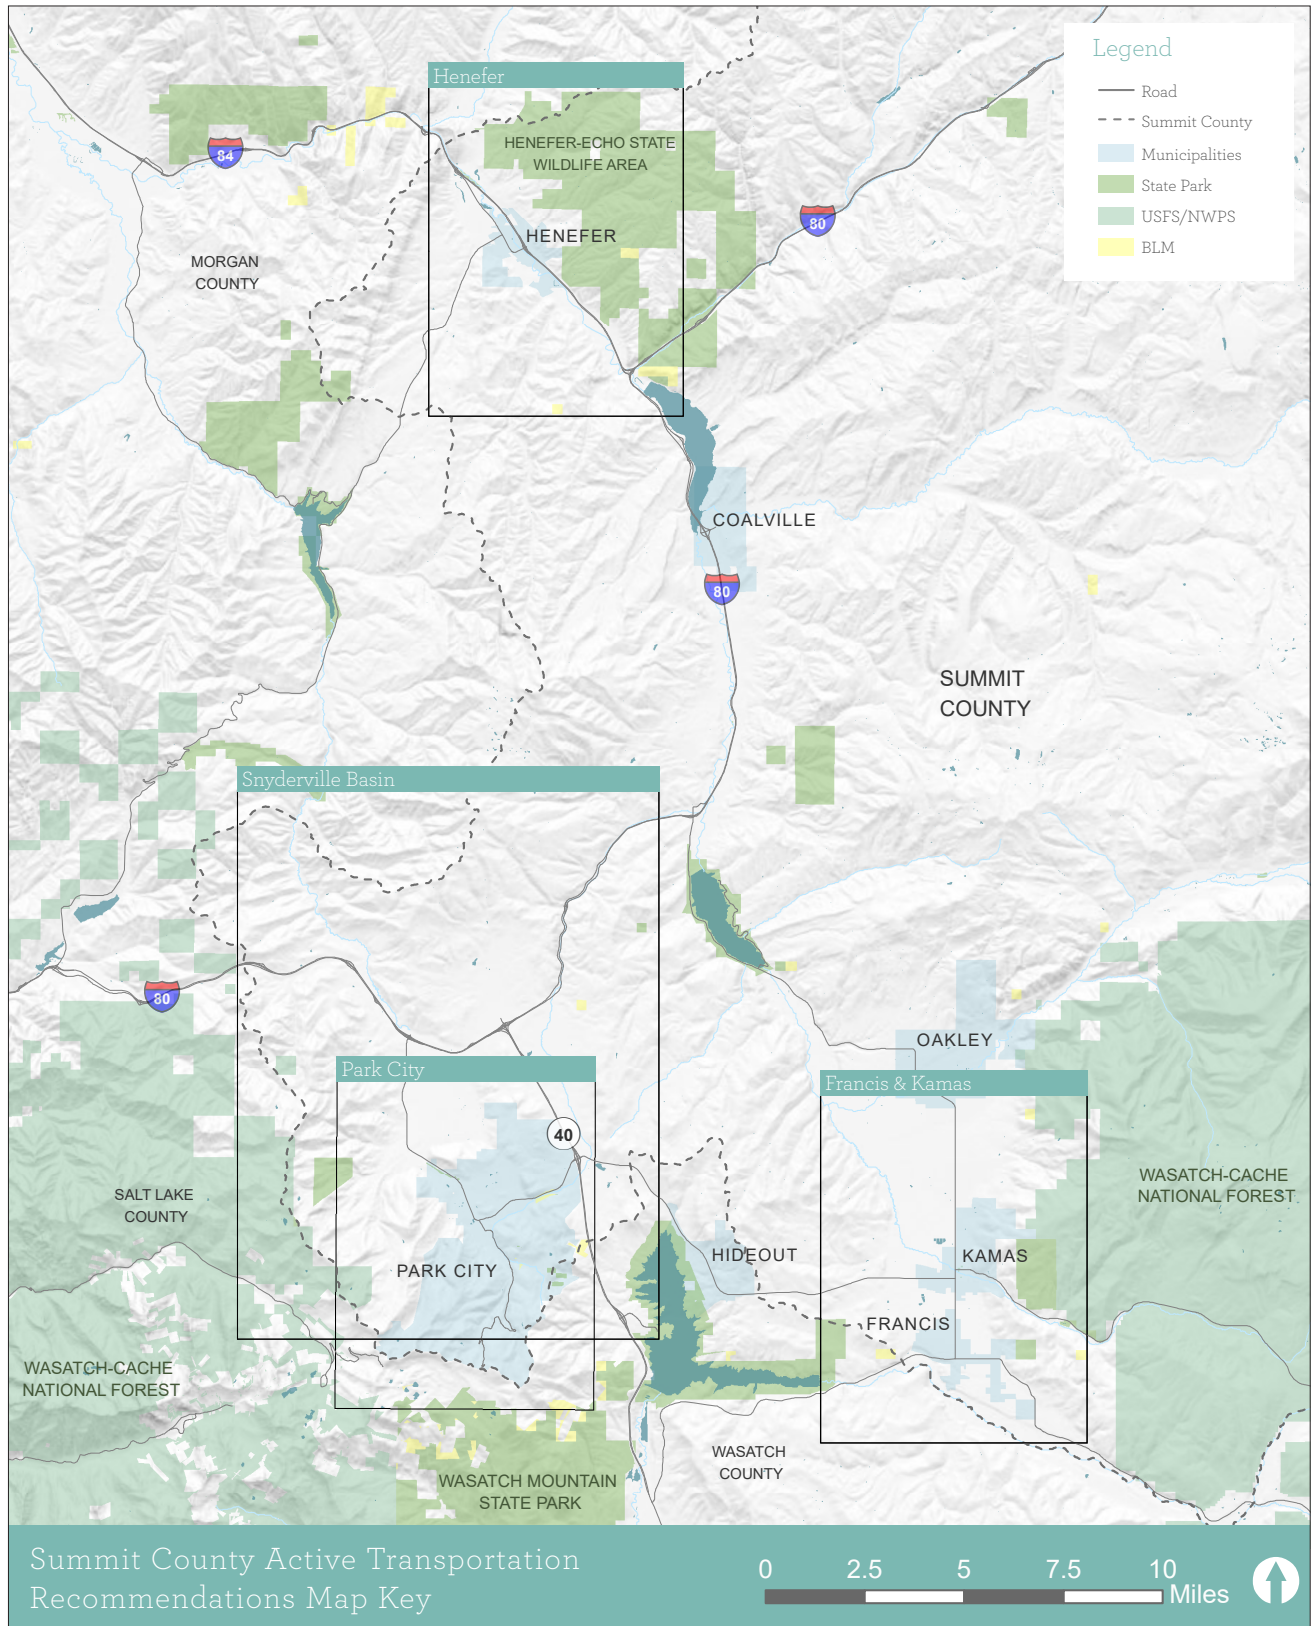 Legend
Road
Summit County
Municipalities
State Park
USFS/NWPS
BLM
Henefer
HENEFER-ECHO STATE
WILDLIFE AREA
84
80
HENEFER
MORGAN
COUNTY
COALVILLE
80
SUMMIT
COUNTY
Snyderville Basin
80
OAKLEY
Park City
Francis & Kamas
40
WASATCH-CACHE
NATIONAL FOREST
SALT LAKE
COUNTY
HIDEOUT
KAMAS
PARK CITY
FRANCIS
WASATCH-CACHE
NATIONAL FOREST
WASATCH
COUNTY
WASATCH MOUNTAIN
STATE PARK
Summit County Active Transportation
Recommendations Map Key
0 2.5 5 7.5 10
Miles